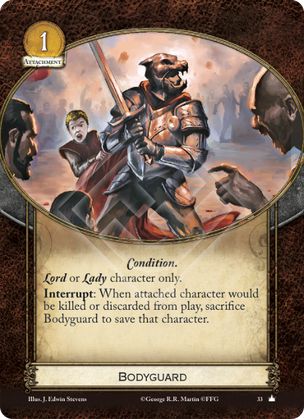 1
ATTACHMENT
Condition.
Lord or Lady character only.
Interrupt: When attached character would
be killed or discarded from play, sacrifice
Bodyguard to save that character.
BODYGUARD
Illus. J. Edwin Stevens ©George R.R. Martin ©FFG 33